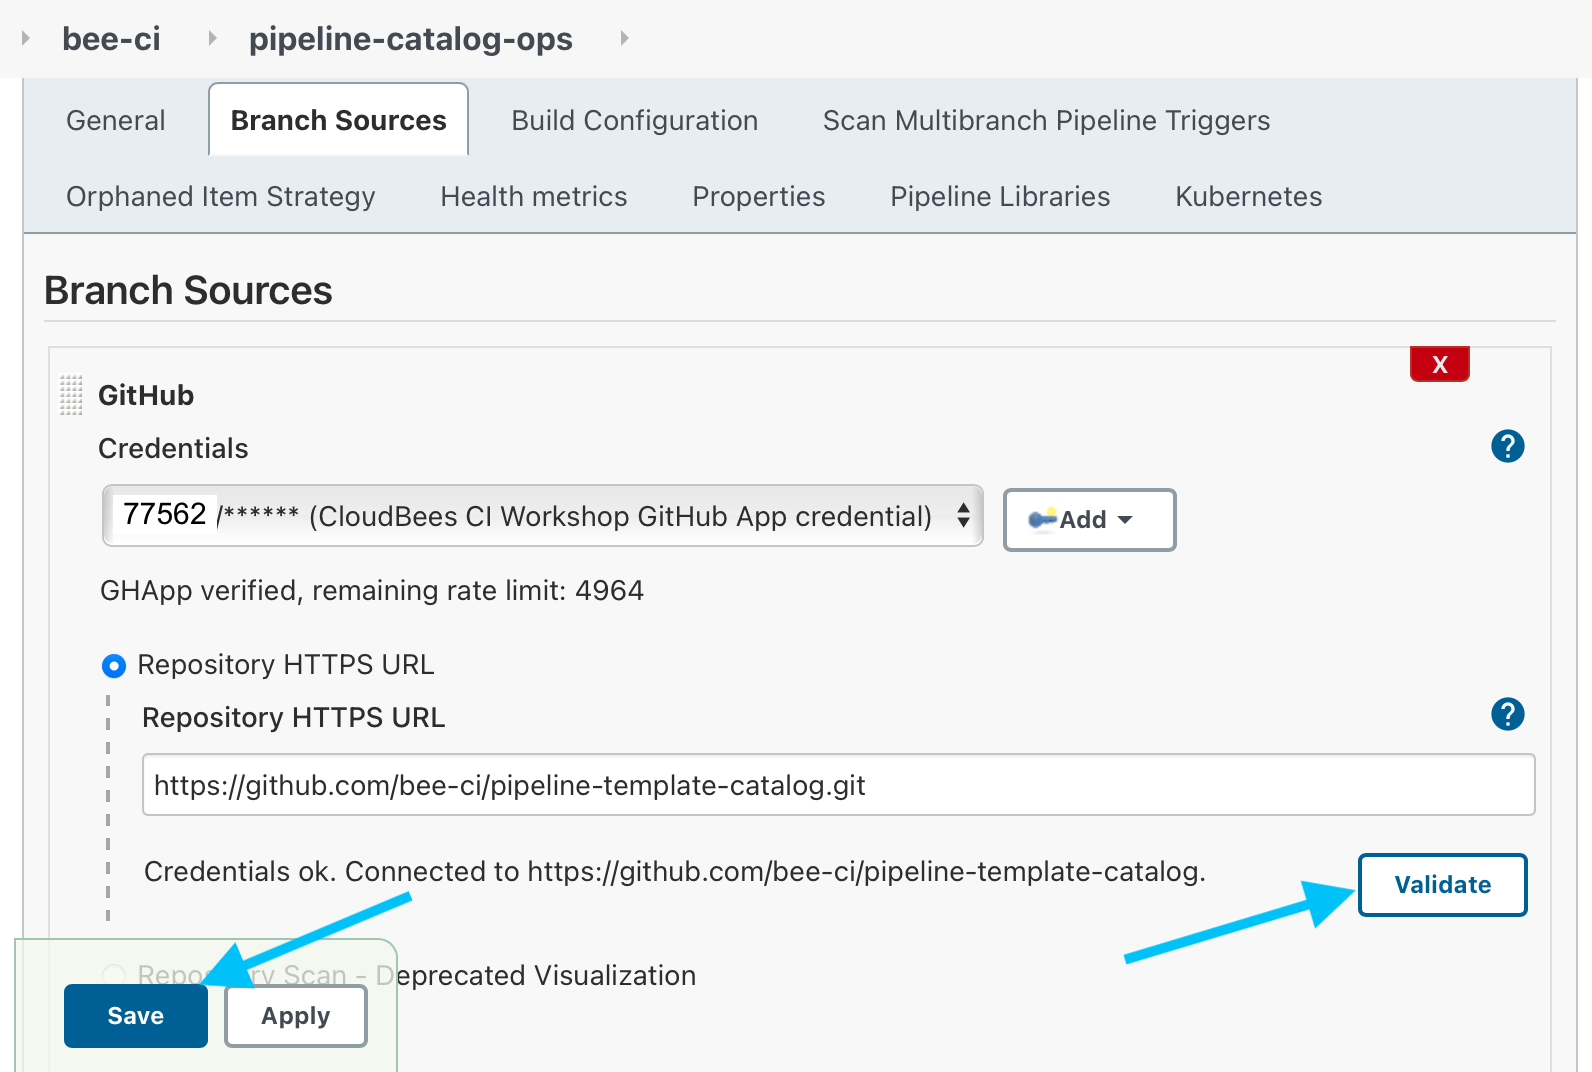 bee-ci pipeline-catalog-ops
General Branch Sources Build Configuration Scan Multibranch Pipeline Triggers
Orphaned Item Strategy Health metrics Properties Pipeline Libraries Kubernetes
Branch Sources
X
GitHub
Credentials ?
77562 /****** (CloudBees CI Workshop GitHub App credential) Add
GHApp verified, remaining rate limit: 4964
Repository HTTPS URL
Repository HTTPS URL ?
https://github.com/bee-ci/pipeline-template-catalog.git
Credentials ok. Connected to https://github.com/bee-ci/pipeline-template-catalog.
Validate
Repository Scan - Deprecated Visualization
Save Apply